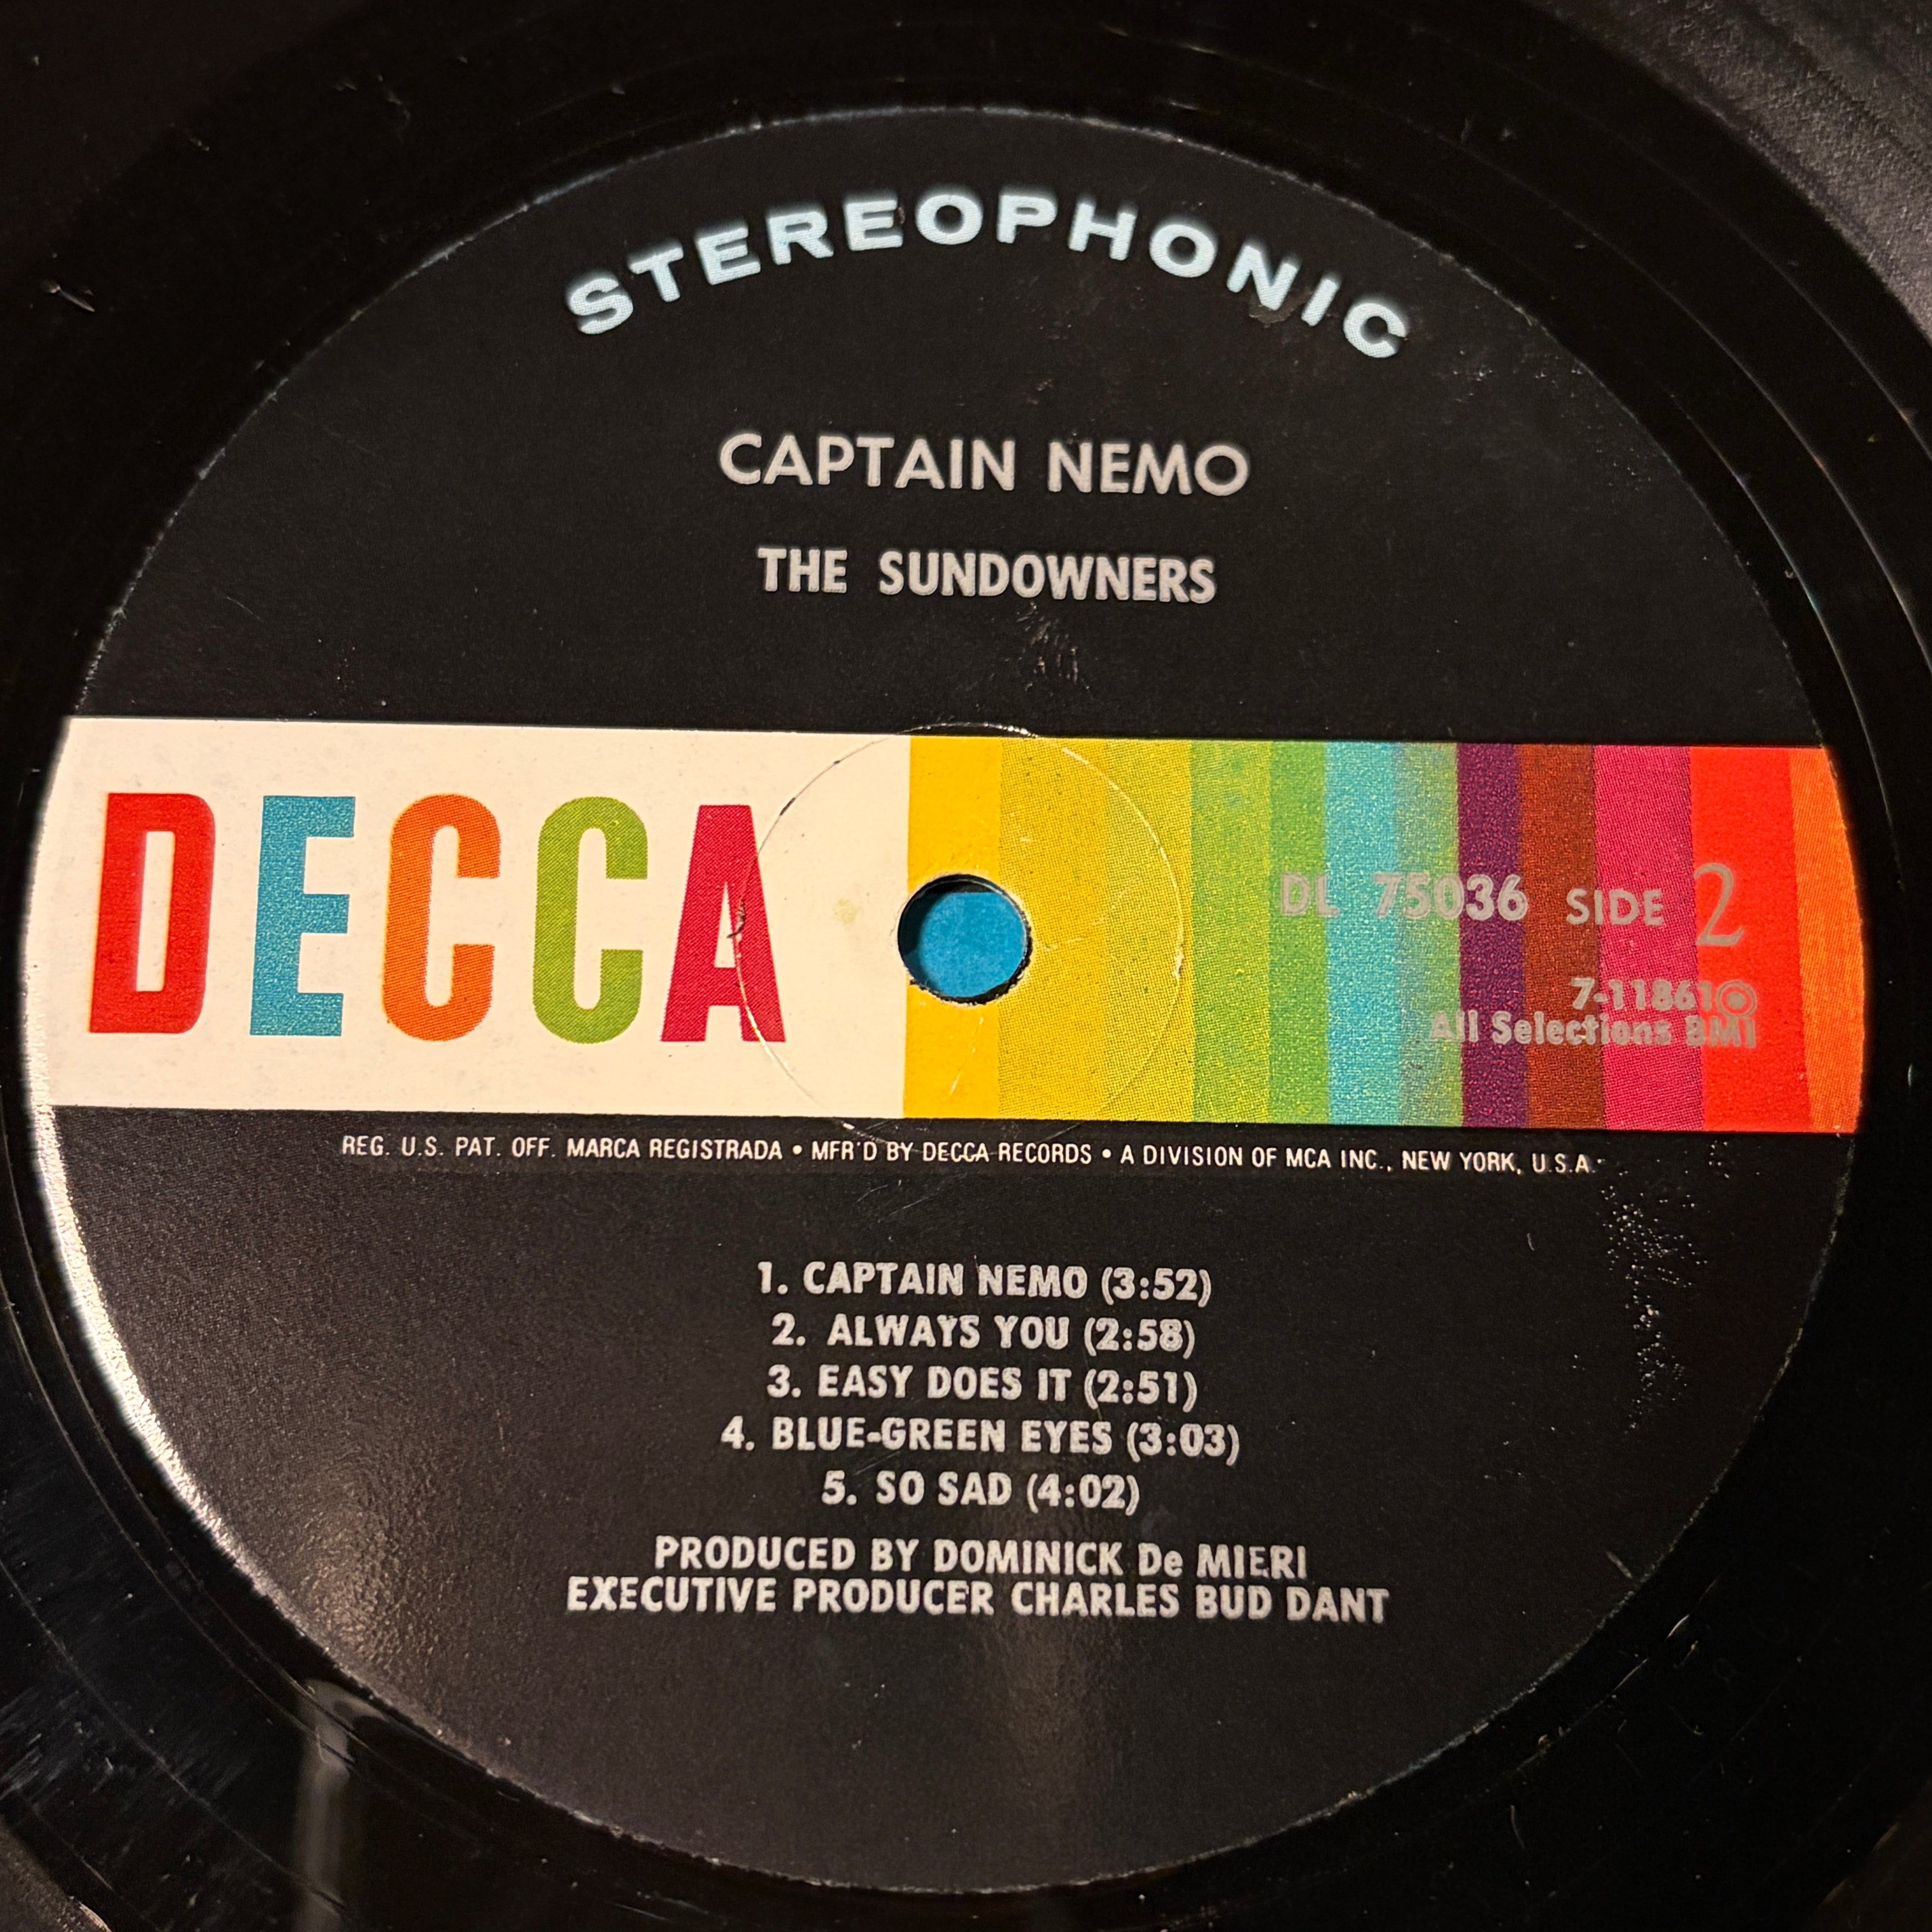 STEREOPHONIC
CAPTAIN NEMO
THE SUNDOWNERS
DECCA
DL 75036 SIDE 2
7-11861
All Selections BMI
REG. U.S. PAT. OFF. MARCA REGISTRADA • MFR'D BY DECCA RECORDS • A DIVISION OF MCA INC., NEW YORK, U.S.A.
1. CAPTAIN NEMO (3:52)
2. ALWAYS YOU (2:58)
3. EASY DOES IT (2:51)
4. BLUE-GREEN EYES (3:03)
5. SO SAD (4:02)
PRODUCED BY DOMINICK De MIERI
EXECUTIVE PRODUCER CHARLES BUD DANT